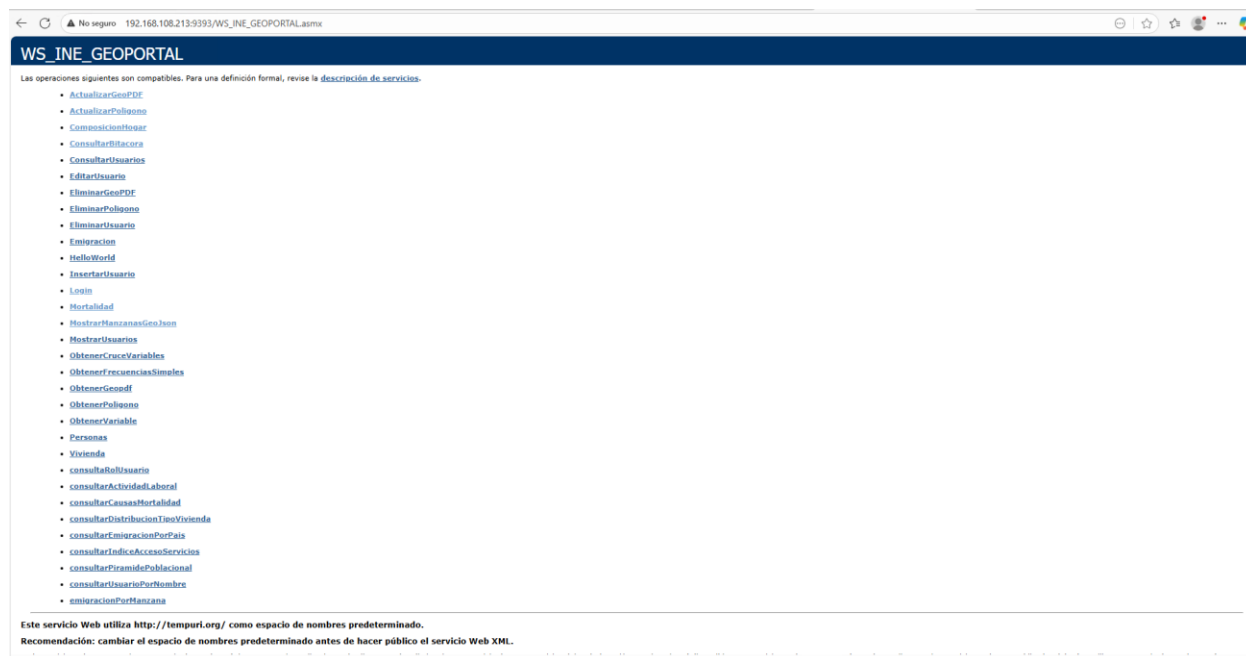 No seguro 192.168.108.213:9393/WS_INE_GEOPORTAL.asmx
WS_INE_GEOPORTAL
Las operaciones siguientes son compatibles. Para una definición formal, revise la descripción de servicios.
ActualizarGeoPDF
ActualizarPoligono
ComposicionHogar
ConsultarBitacora
ConsultarUsuarios
EditarUsuario
EliminarGeoPDF
EliminarPoligono
EliminarUsuario
Emigracion
HelloWorld
InsertarUsuario
Login
Mortalidad
MostrarManzanasGeoJson
MostrarUsuarios
ObtenerCruceVariables
ObtenerFrecuenciasSimples
ObtenerGeopdf
ObtenerPoligono
ObtenerVariable
Personas
Vivienda
consultaRolUsuario
consultarActividadLaboral
consultarCausasMortalidad
consultarDistribucionTipoVivienda
consultarEmigracionPorPais
consultarIndiceAccesoServicios
consultarPiramidePoblacional
consultarUsuarioPorNombre
emigracionPorManzana
Este servicio Web utiliza http://tempuri.org/ como espacio de nombres predeterminado.
Recomendación: cambiar el espacio de nombres predeterminado antes de hacer público el servicio Web XML.